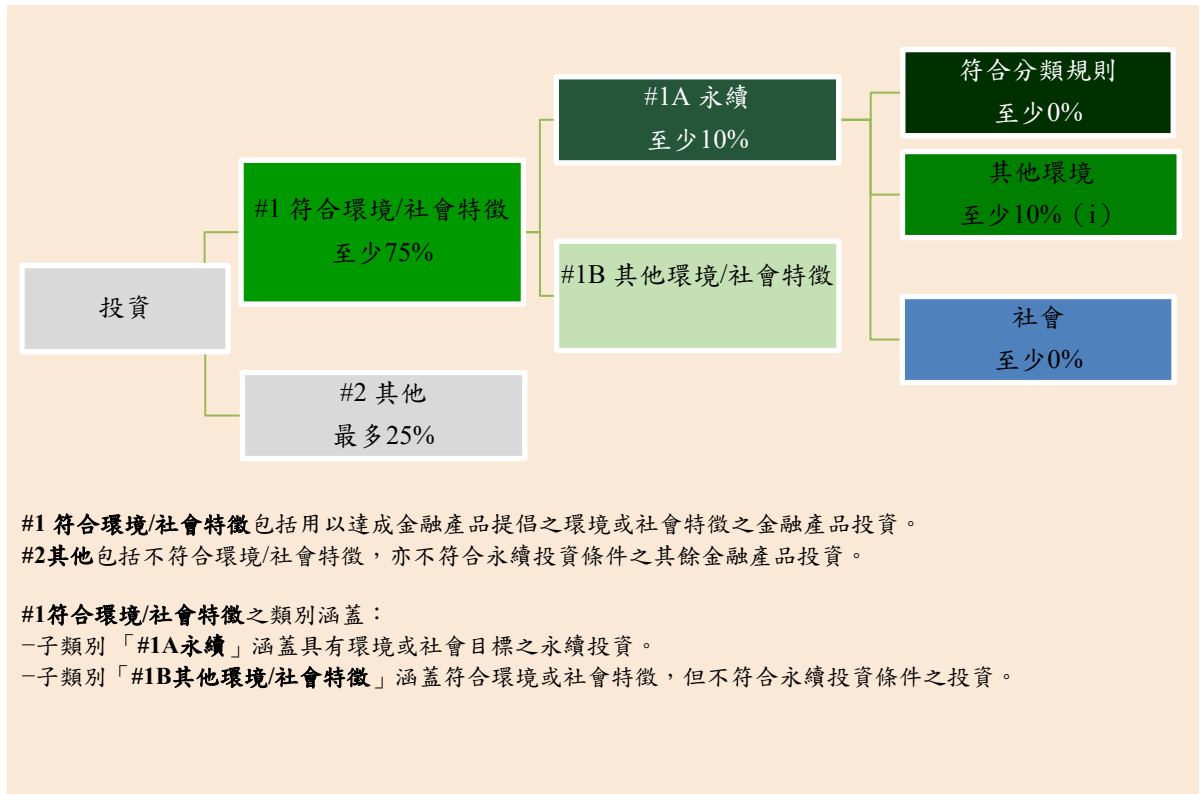 投資
#1 符合環境/社會特徵
至少75%
#2 其他
最多25%
#1A 永續
至少10%
#1B 其他環境/社會特徵
符合分類規則
至少0%
其他環境
至少10%（i）
社會
至少0%
#1 符合環境/社會特徵包括用以達成金融產品提倡之環境或社會特徵之金融產品投資。
#2其他包括不符合環境/社會特徵，亦不符合永續投資條件之其餘金融產品投資。
#1符合環境/社會特徵之類別涵蓋：
−子類別「#1A永續」涵蓋具有環境或社會目標之永續投資。
−子類別「#1B其他環境/社會特徵」涵蓋符合環境或社會特徵，但不符合永續投資條件之投資。